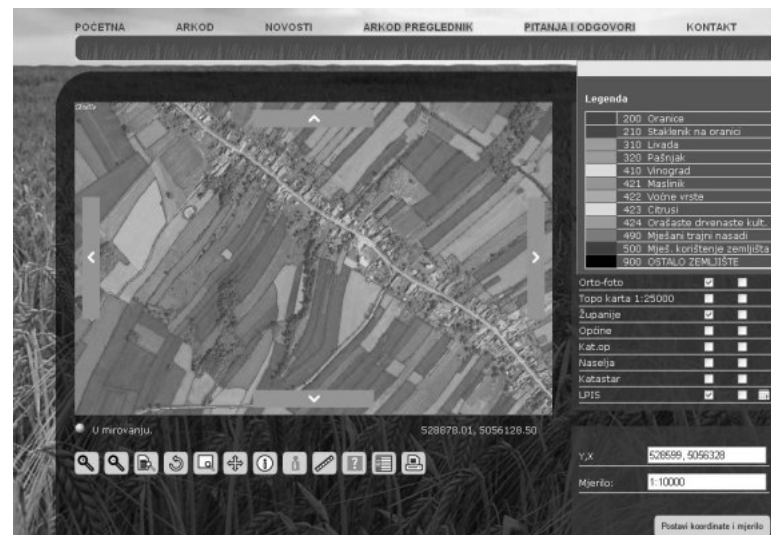 POČETNA ARKOD NOVOSTI ARKOD PREGLEDNIK PITANJA I ODGOVORI KONTAKT
Legenda
200 Oranice
210 Staklenik na oranici
310 Livada
320 Pašnjak
410 Vinograd
421 Maslinik
422 Voćne vrste
423 Citrusi
424 Orašaste drvenaste kult.
490 Mješani trajni nasadi
500 Mješ. korištenje zemljišta
900 OSTALO ZEMLJIŠTE
Orto-foto
Topo karta 1:25000
Županije
Općine
Kat.op
Naselja
Katastar
LPIS
U mirovanju. 528878.01, 5056128.50
Y,X 528599, 5056328
Mjerilo: 1:10000
Postavi koordinate i mjerilo